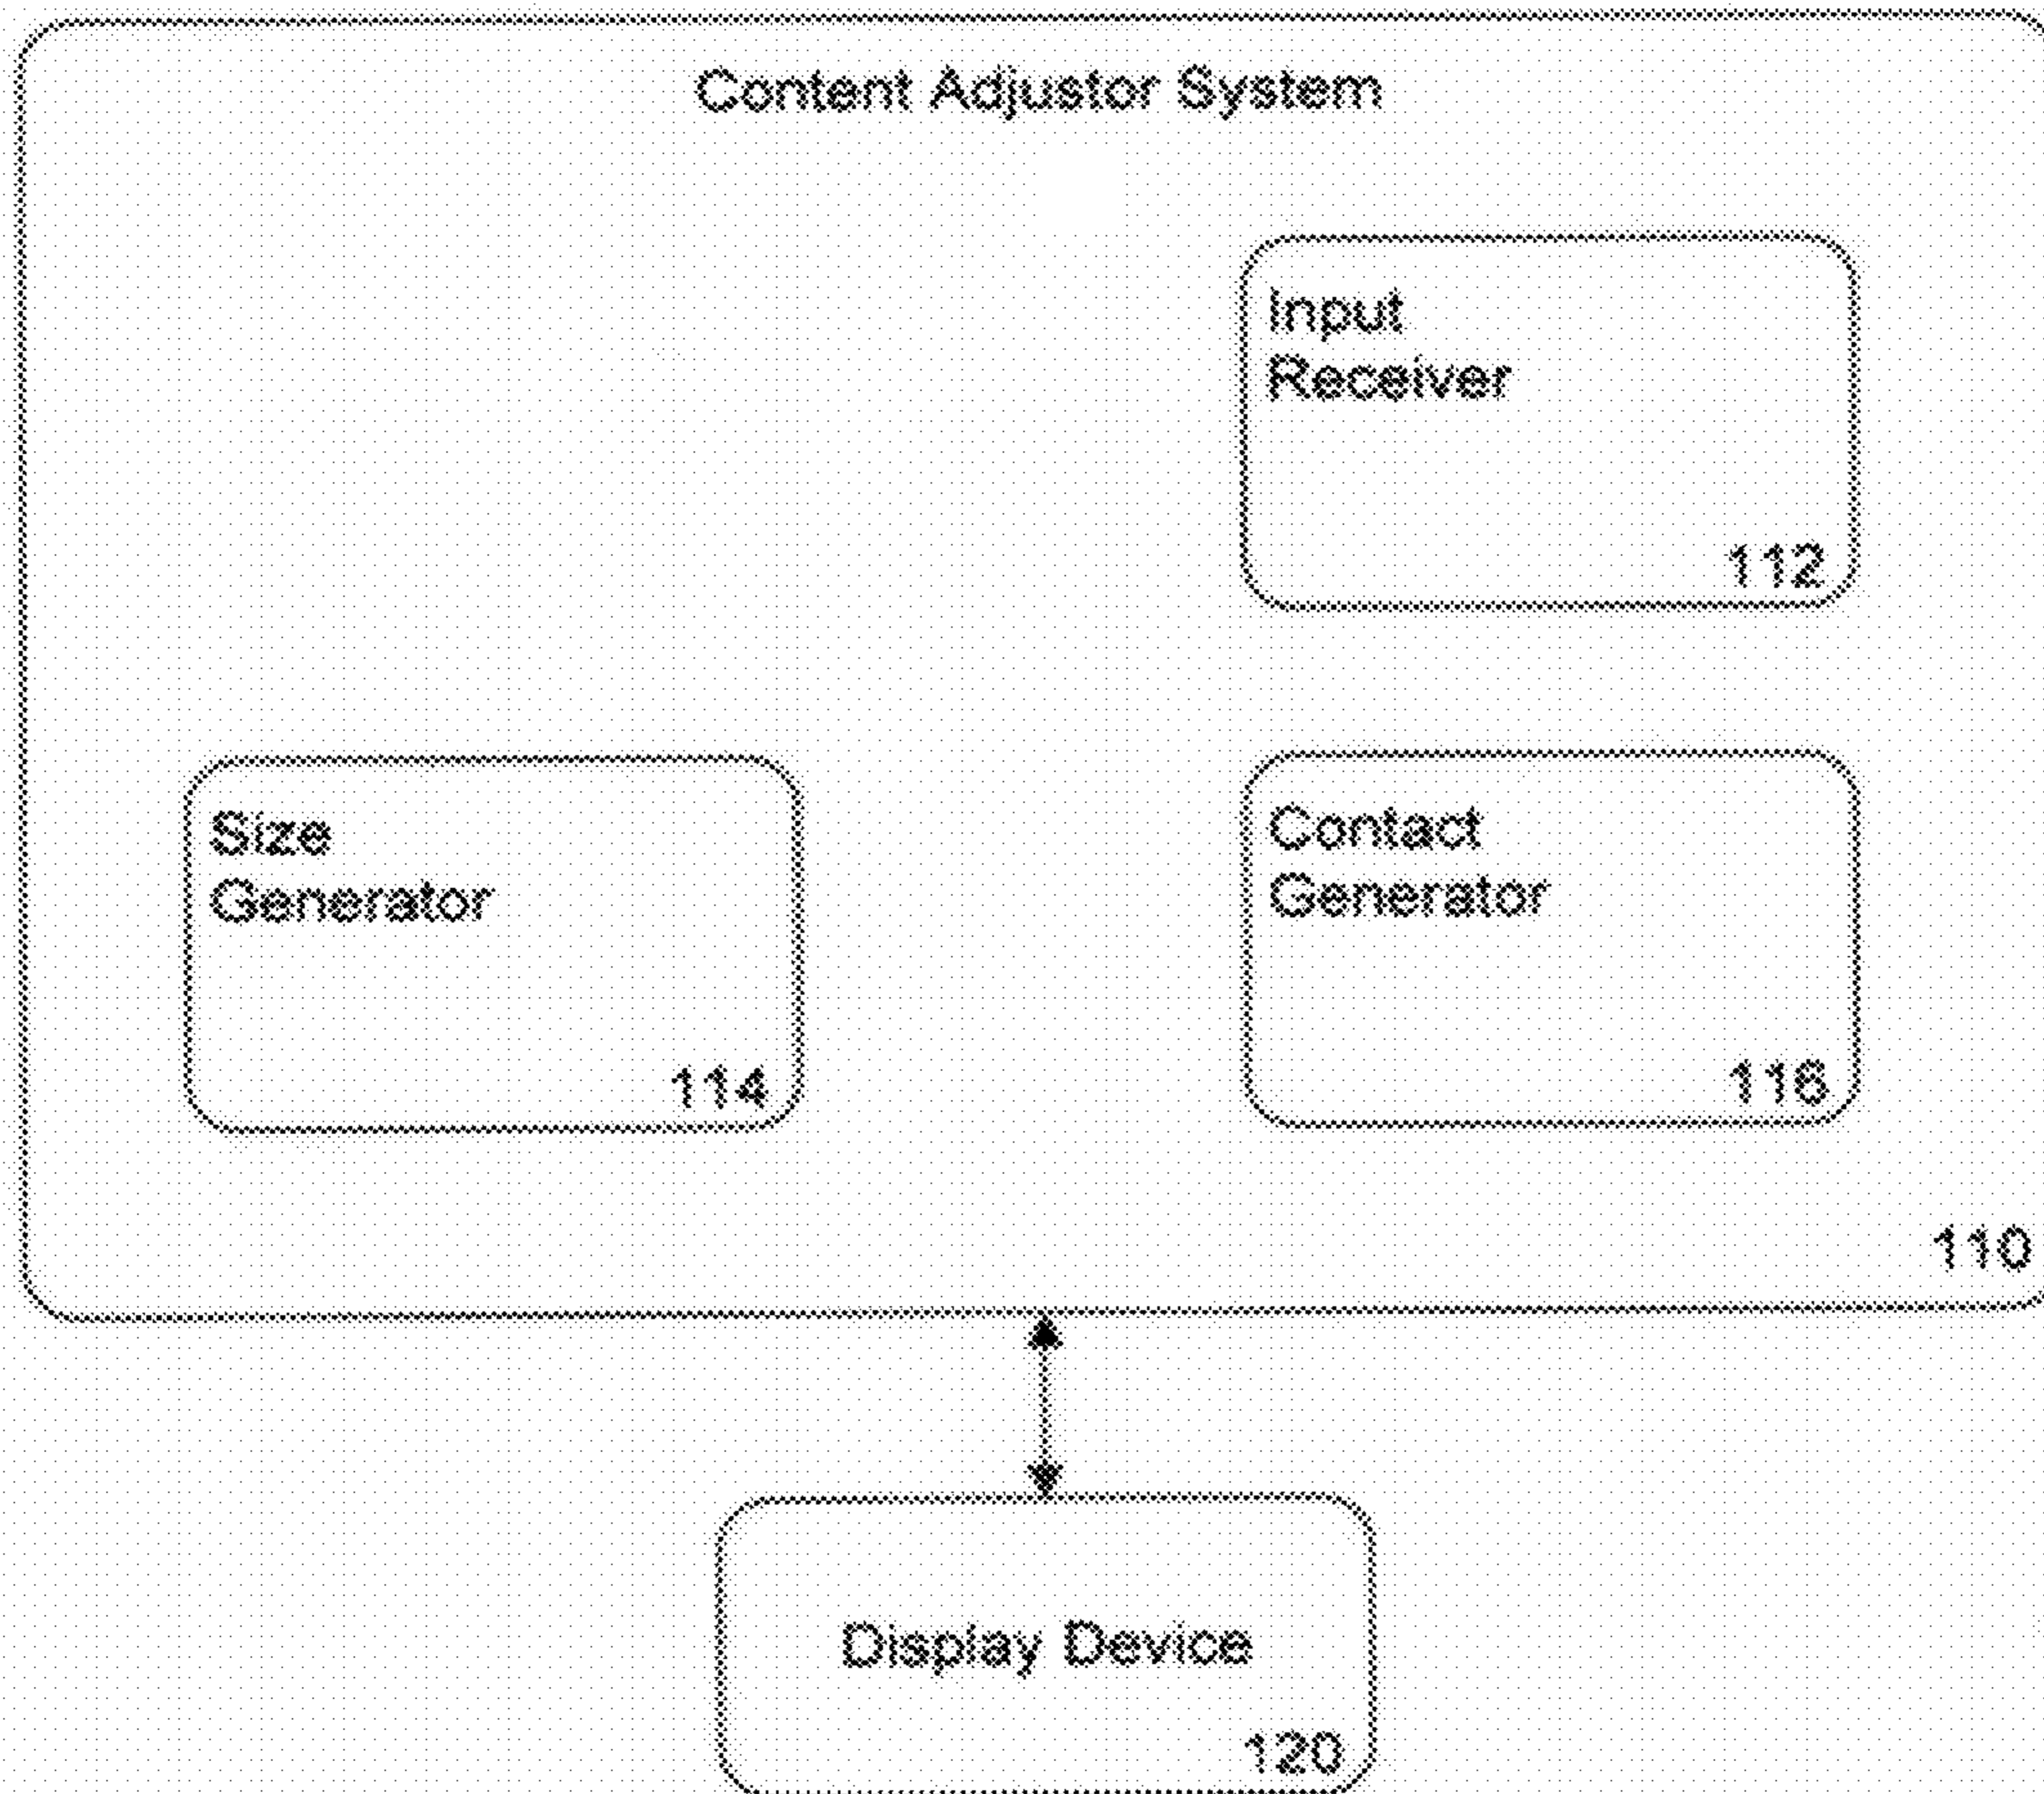 Content Adjustor System
Input
Receiver
112
Size
Generator
114
Contact
Generator
116
110
Display Device
120